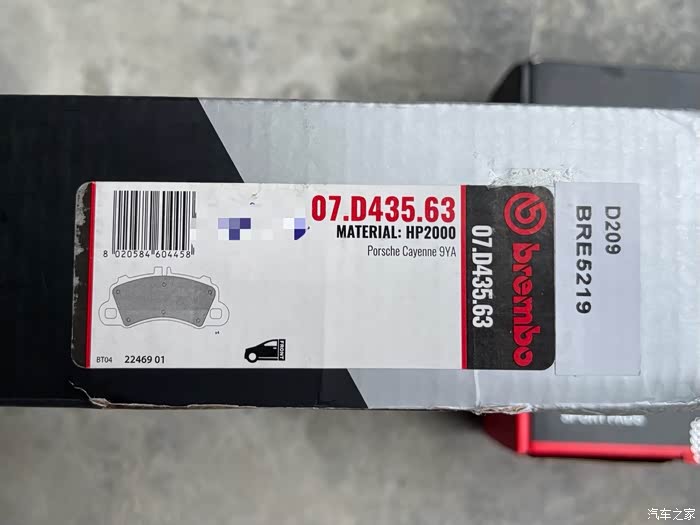 07.D435.63
MATERIAL: HP2000
Porsche Cayenne 9YA
8 020584 604458
BT04
22469 01
FRONT
07.D435.63
brembo
D209
BRE5219
汽车之家